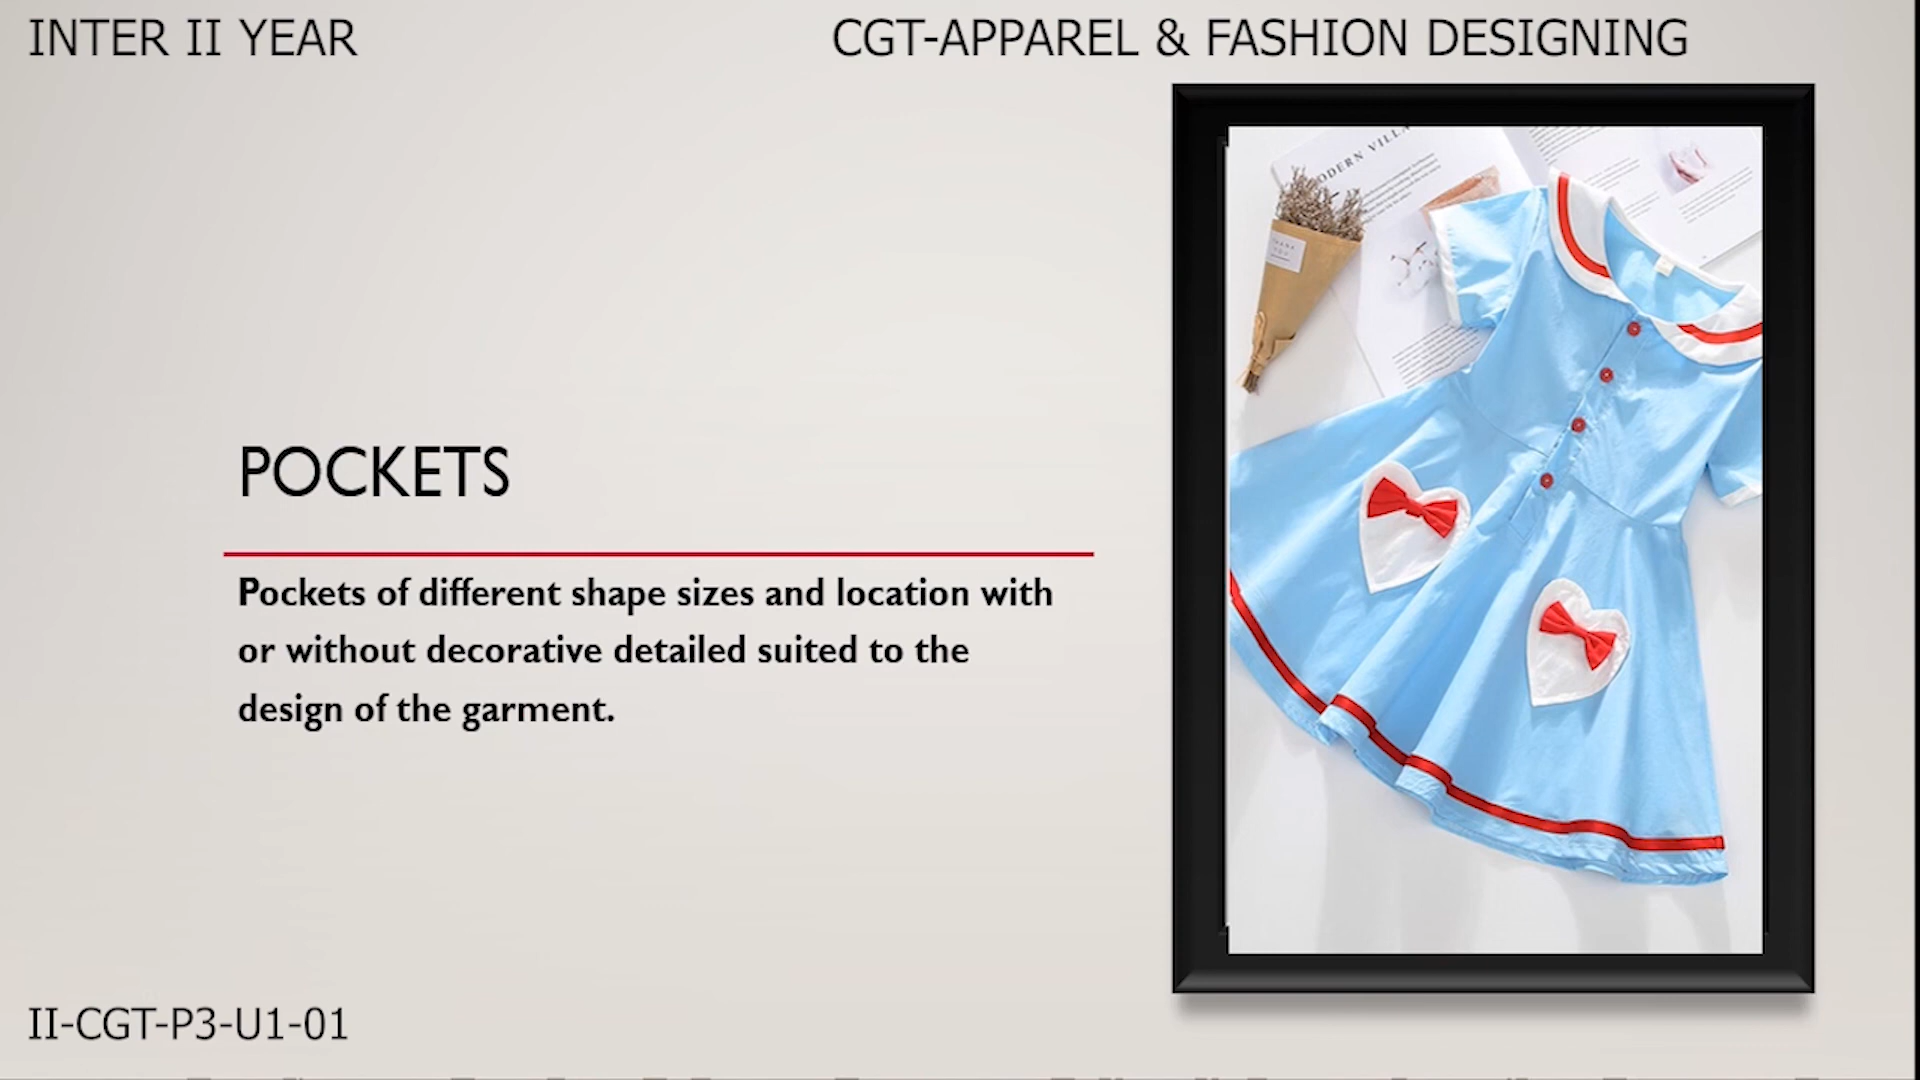 INTER II YEAR
CGT-APPAREL & FASHION DESIGNING
POCKETS
Pockets of different shape sizes and location with
or without decorative detailed suited to the
design of the garment.
II-CGT-P3-U1-01